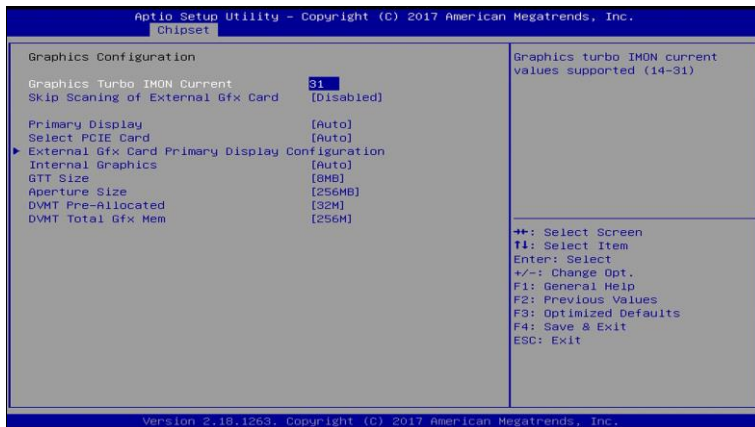 Aptio Setup Utility – Copyright (C) 2017 American Megatrends, Inc.
Chipset
Graphics Configuration
Graphics Turbo IMON Current 31
Skip Scaning of External Gfx Card [Disabled]
Primary Display [Auto]
Select PCIE Card [Auto]
▶ External Gfx Card Primary Display Configuration
Internal Graphics [Auto]
GTT Size [8MB]
Aperture Size [256MB]
DVMT Pre-Allocated [32M]
DVMT Total Gfx Mem [256M]
Graphics turbo IMON current
values supported (14-31)
→←: Select Screen
↑↓: Select Item
Enter: Select
+/-: Change Opt.
F1: General Help
F2: Previous Values
F3: Optimized Defaults
F4: Save & Exit
ESC: Exit
Version 2.18.1263. Copyright (C) 2017 American Megatrends, Inc.